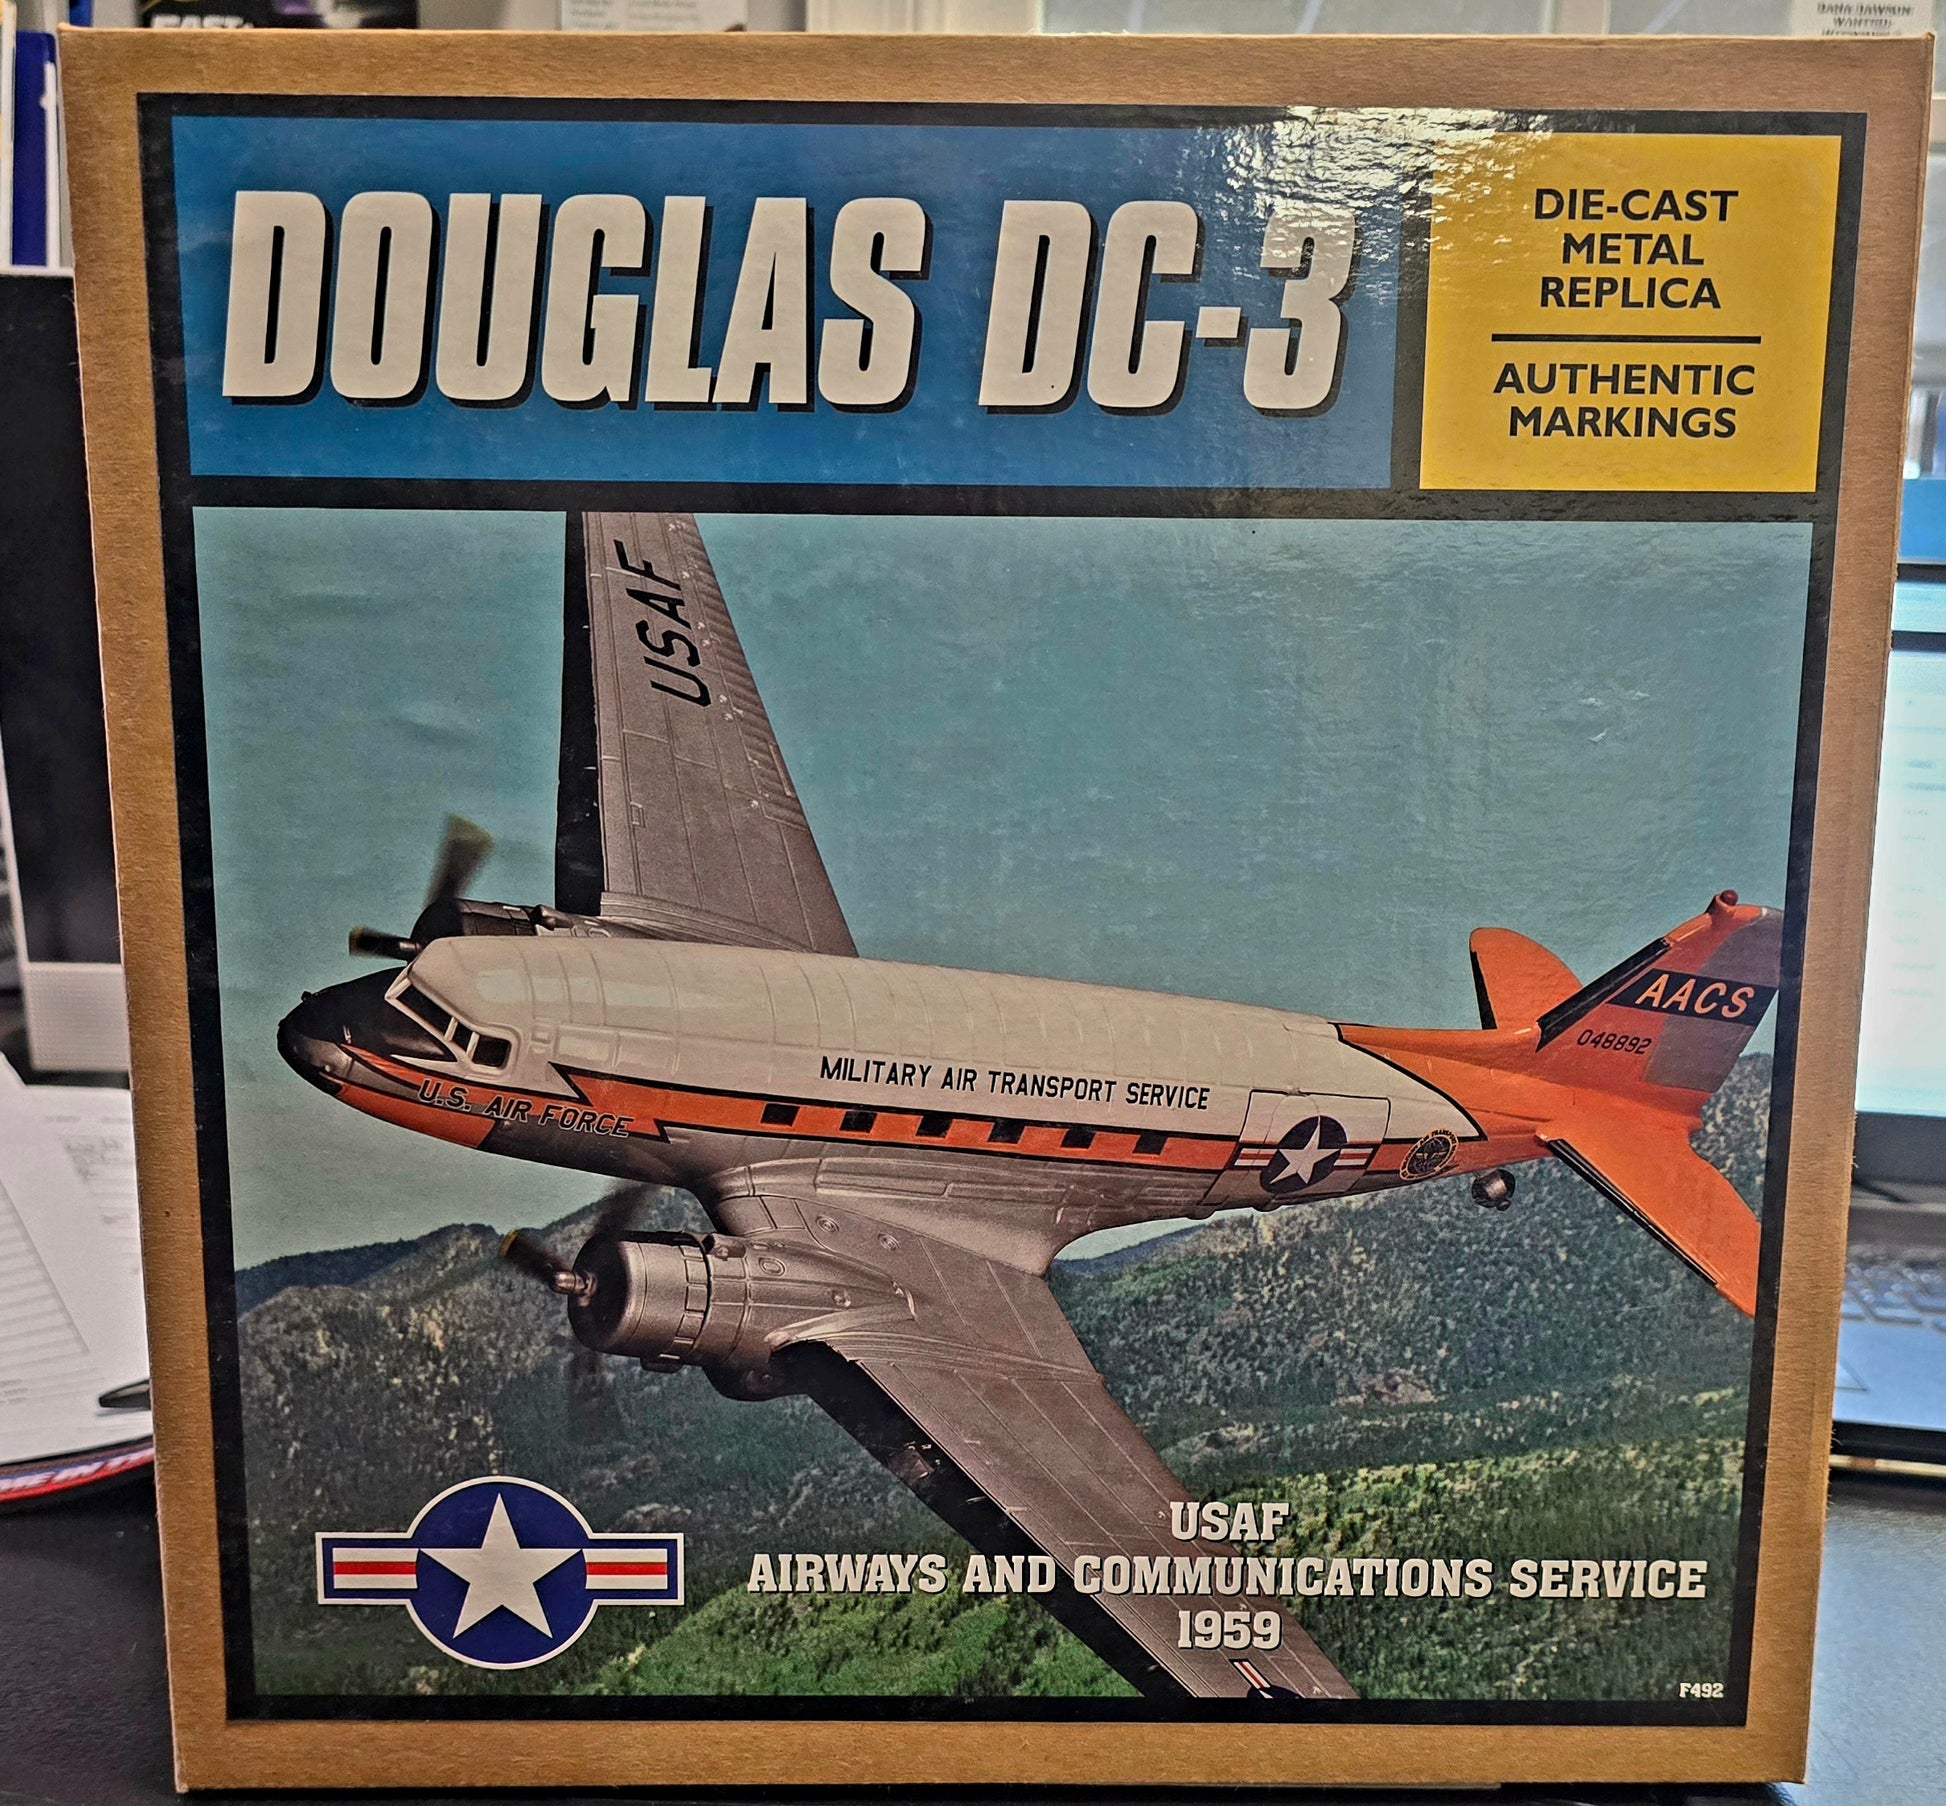 DOUGLAS DC-3
DIE-CAST
METAL
REPLICA
AUTHENTIC
MARKINGS
USAF
AACS
048892
MILITARY AIR TRANSPORT SERVICE
U.S. AIR FORCE
USAF
AIRWAYS AND COMMUNICATIONS SERVICE
1959
F492